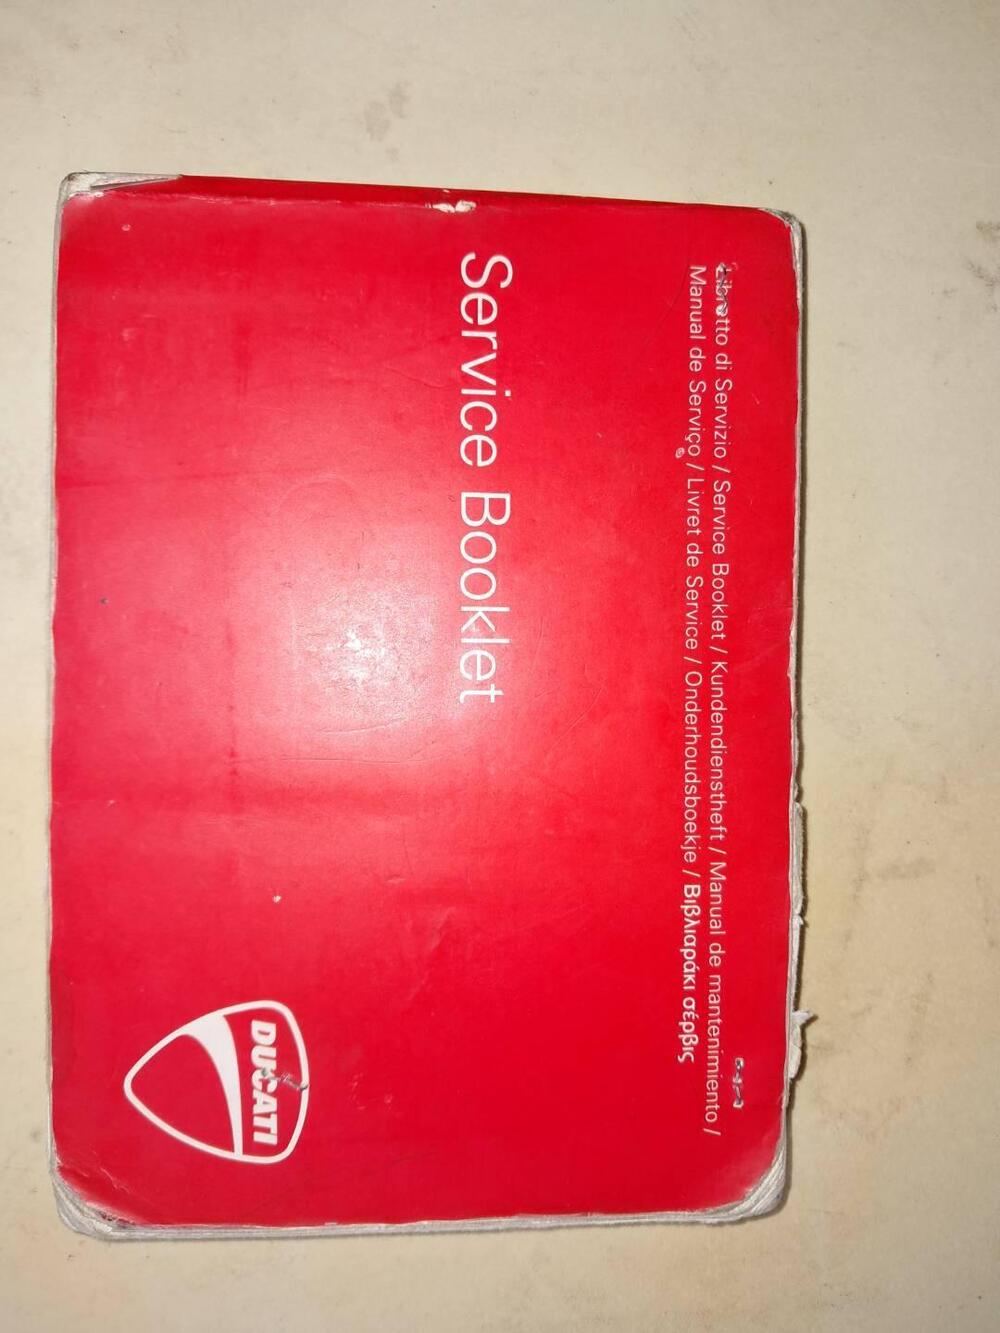 Libretto di Servizio / Service Booklet / Kundendienstheft / Manual de mantenimiento /
Manual de Serviço / Livret de Service / Onderhoudsboekje / Βιβλιαράκι σέρβις
Service Booklet
DUCATI